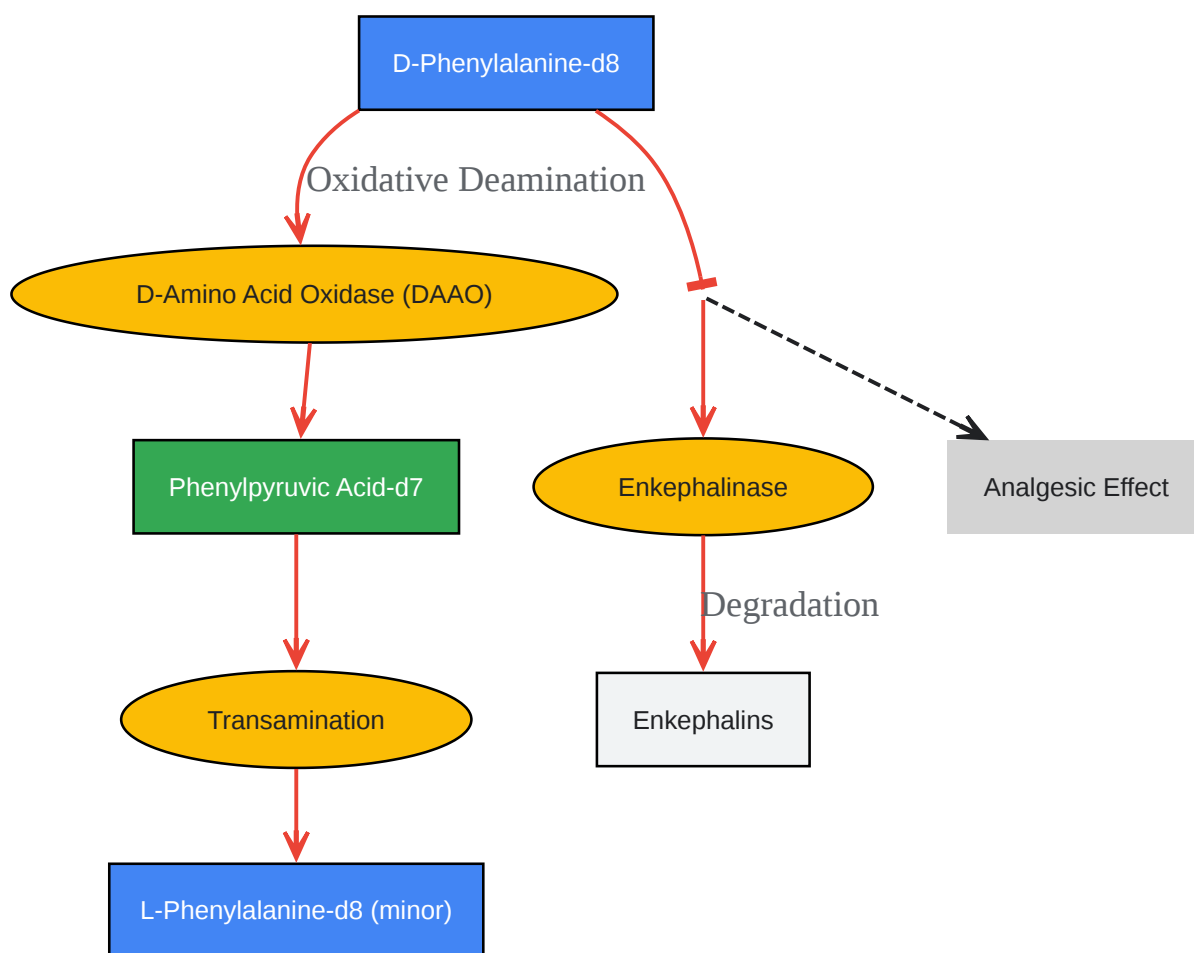 D-Phenylalanine-d8
Oxidative Deamination
D-Amino Acid Oxidase (DAAO)
Phenylpyruvic Acid-d7
Enkephalinase
Analgesic Effect
Degradation
Transamination
Enkephalins
L-Phenylalanine-d8 (minor)